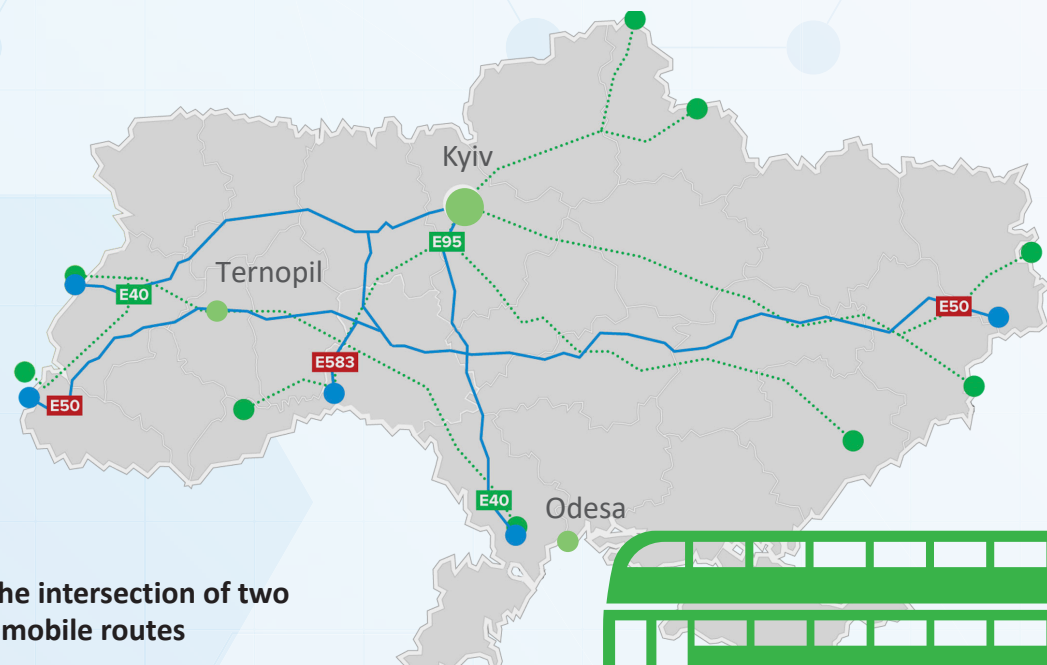 Kyiv
E95
Ternopil
E40
E50
E583
E50
E40
Odesa
he intersection of two
mobile routes